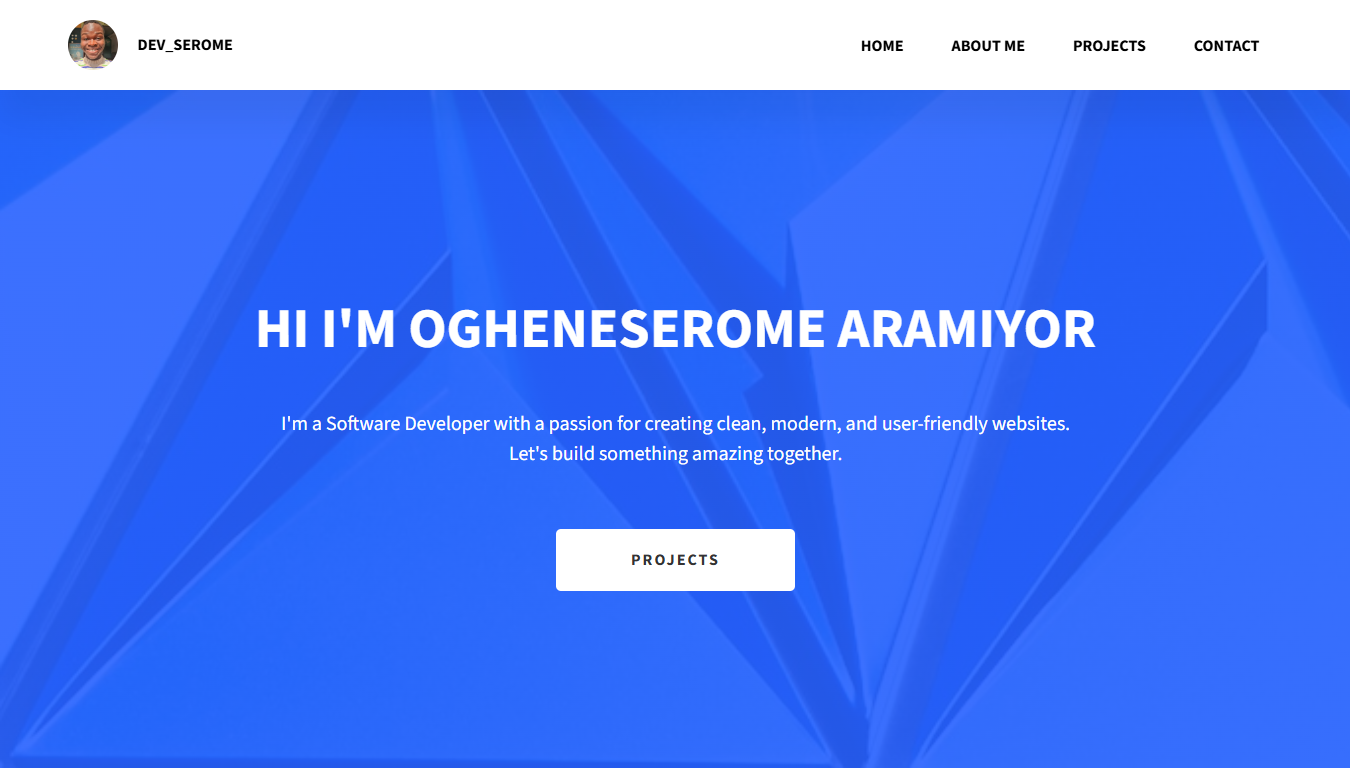 DEV_SEROME
HOME ABOUT ME PROJECTS CONTACT
HI I'M OGHENESEROME ARAMIYOR
I'm a Software Developer with a passion for creating clean, modern, and user-friendly websites.
Let's build something amazing together.
PROJECTS